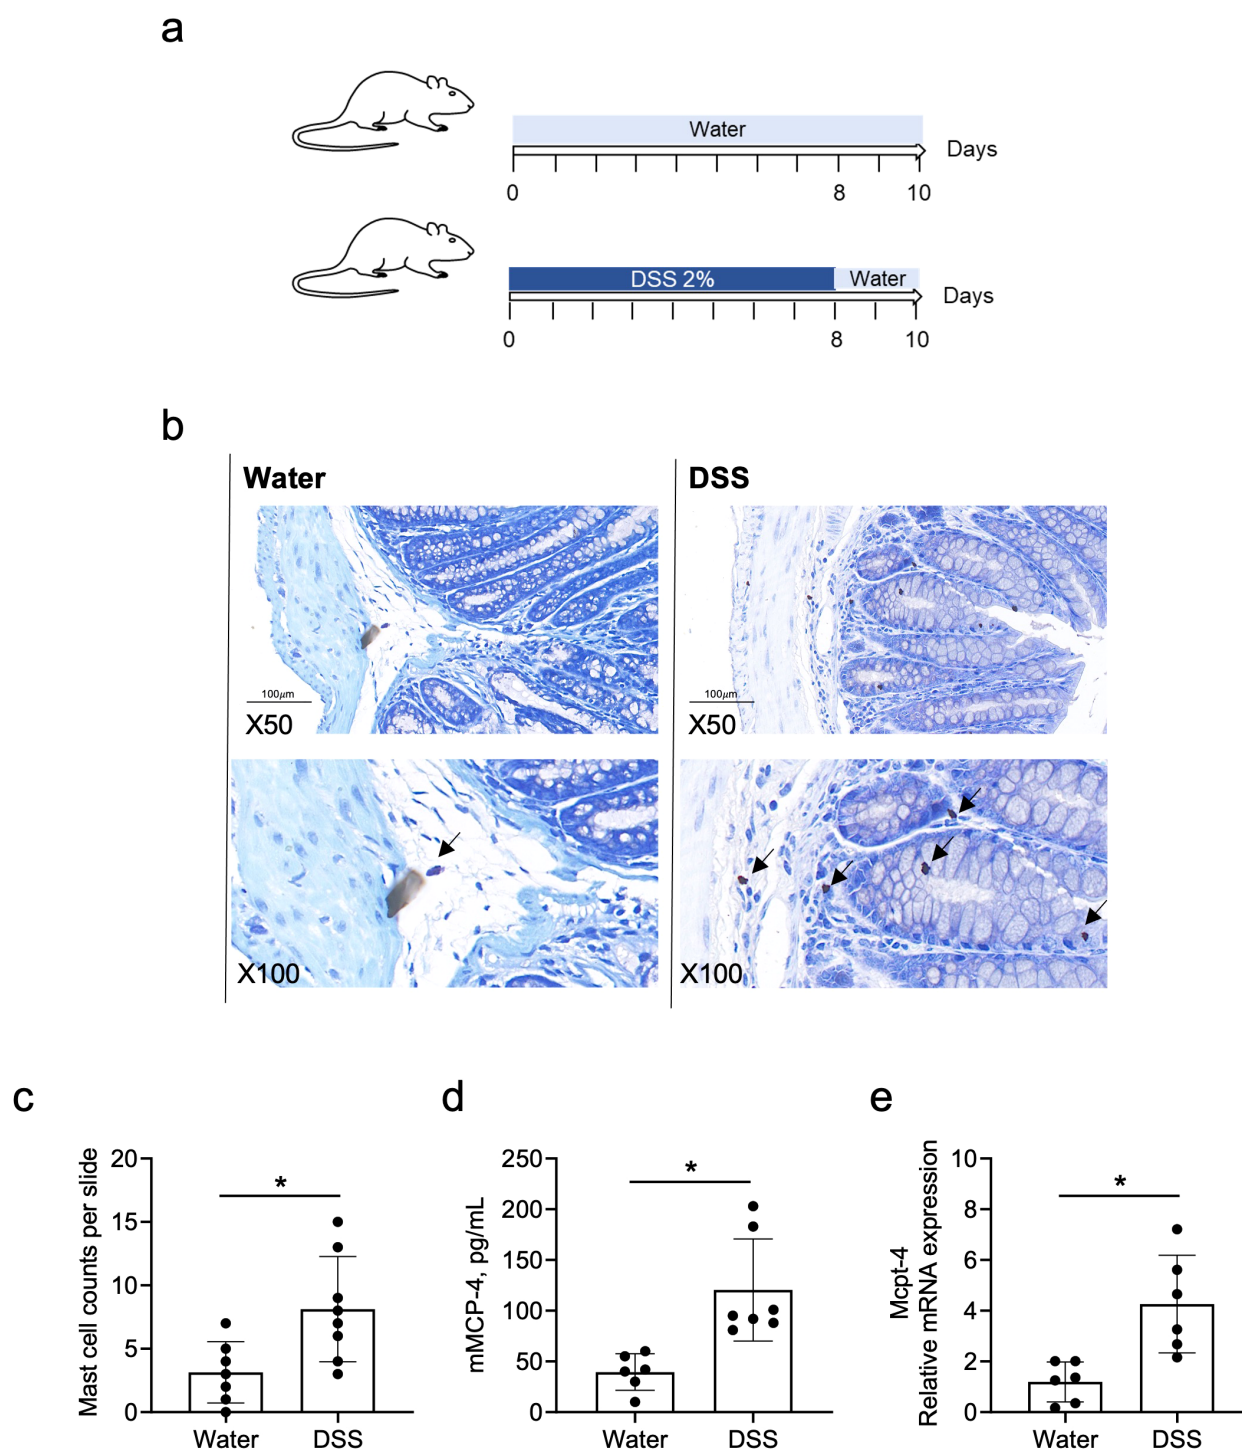 a
Water
Days
0
8
10
DSS 2%
Water
Days
0
8
10
b
Water
DSS
100μm
X50
100μm
X50
X100
X100
c
Mast cell counts per slide
20
15
10
5
0
*
Water
DSS
d
mMCP-4, pg/mL
250
200
150
100
50
0
*
Water
DSS
e
Mcpt-4
Relative mRNA expression
10
8
6
4
2
0
*
Water
DSS